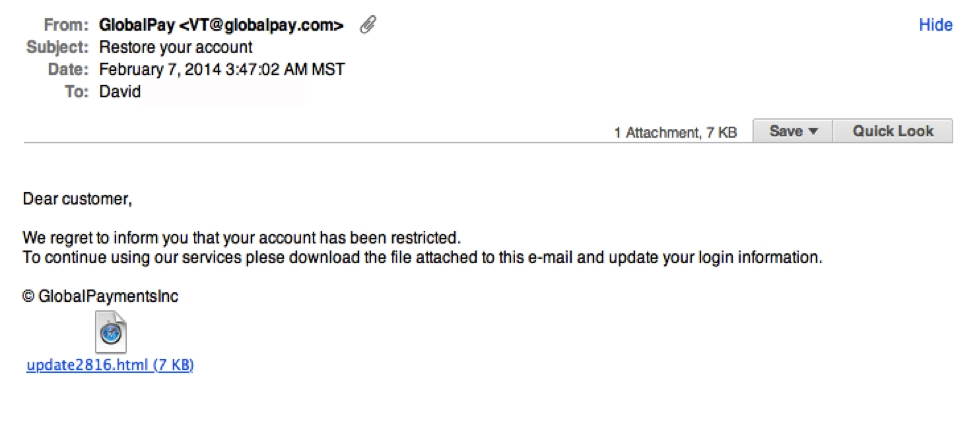 From: GlobalPay <VT@globalpay.com>
Hide
Subject: Restore your account
Date: February 7, 2014 3:47:02 AM MST
To: David
1 Attachment, 7 KB
Save ▼
Quick Look
Dear customer,
We regret to inform you that your account has been restricted.
To continue using our services plese download the file attached to this e-mail and update your login information.
© GlobalPaymentsInc
update2816.html (7 KB)